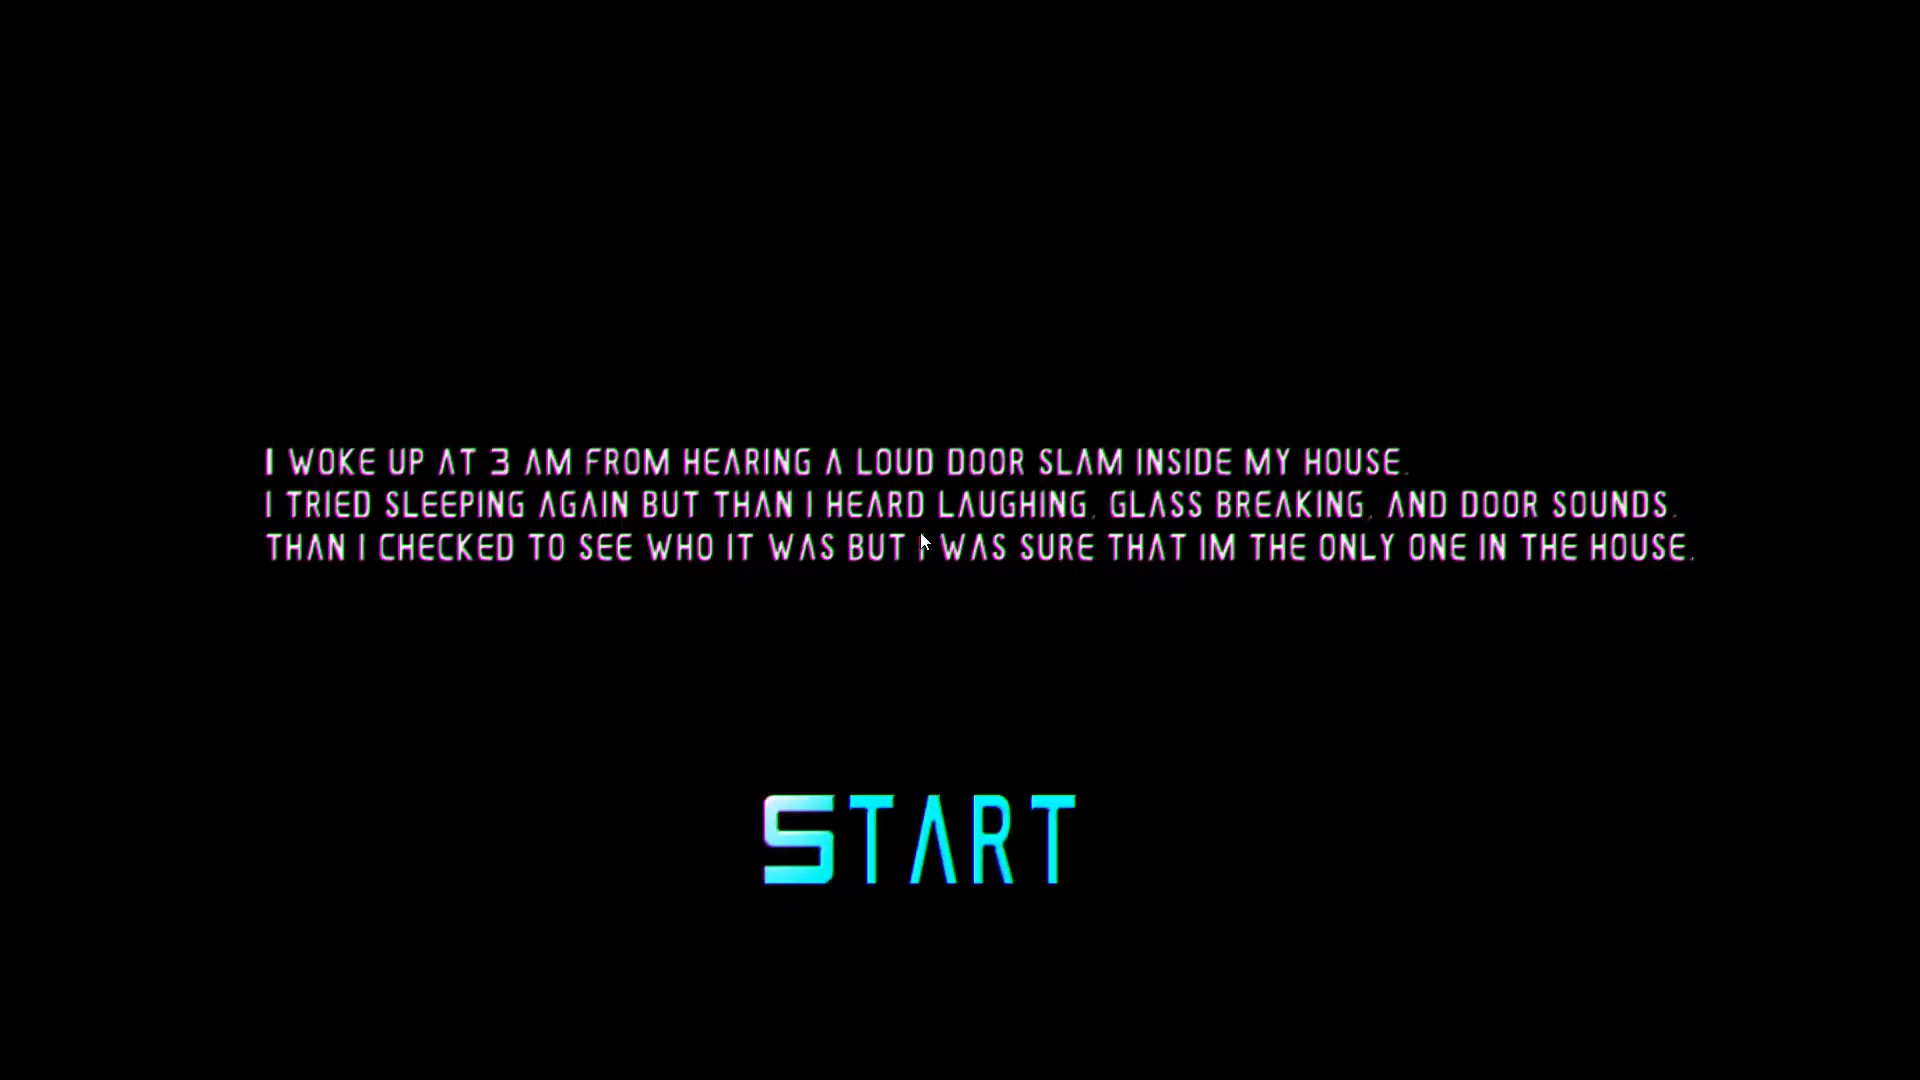 I WOKE UP AT 3 AM FROM HEARING A LOUD DOOR SLAM INSIDE MY HOUSE.
I TRIED SLEEPING AGAIN BUT THAN I HEARD LAUGHING, GLASS BREAKING, AND DOOR SOUNDS.
THAN I CHECKED TO SEE WHO IT WAS BUT I WAS SURE THAT IM THE ONLY ONE IN THE HOUSE.
START